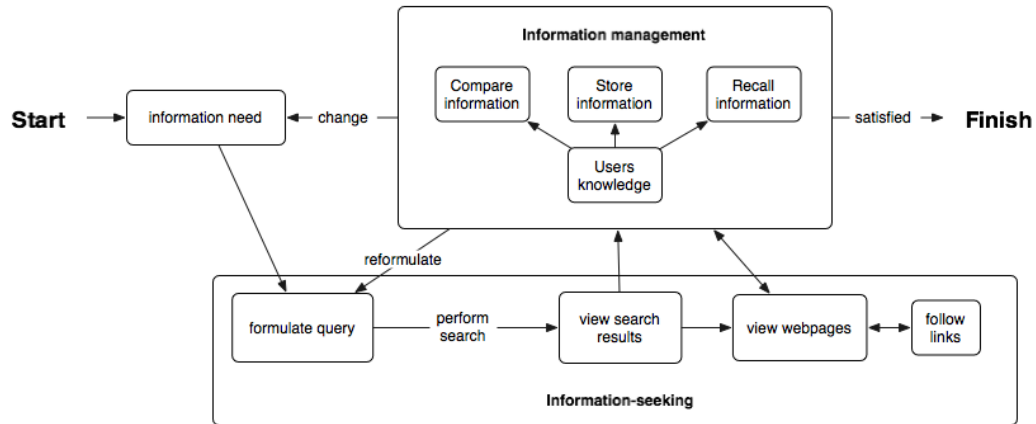 Information management
Compare
information
Store
information
Recall
information
Start
information need
change
satisfied
Finish
Users
knowledge
reformulate
formulate query
perform
search
view search
results
view webpages
follow
links
Information-seeking